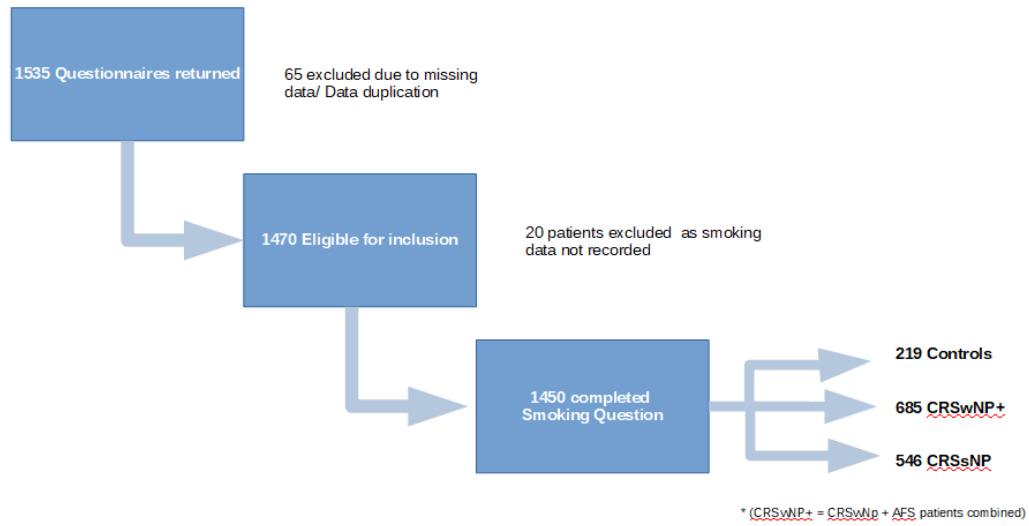 1535 Questionnaires returned
65 excluded due to missing
data/ Data duplication
1470 Eligible for inclusion
20 patients excluded  as smoking
data not recorded
1450 completed
Smoking Question
219 Controls
685 CRSwNP+
546 CRSsNP
* (CRSwNP+ = CRSwNp + AFS patients combined)